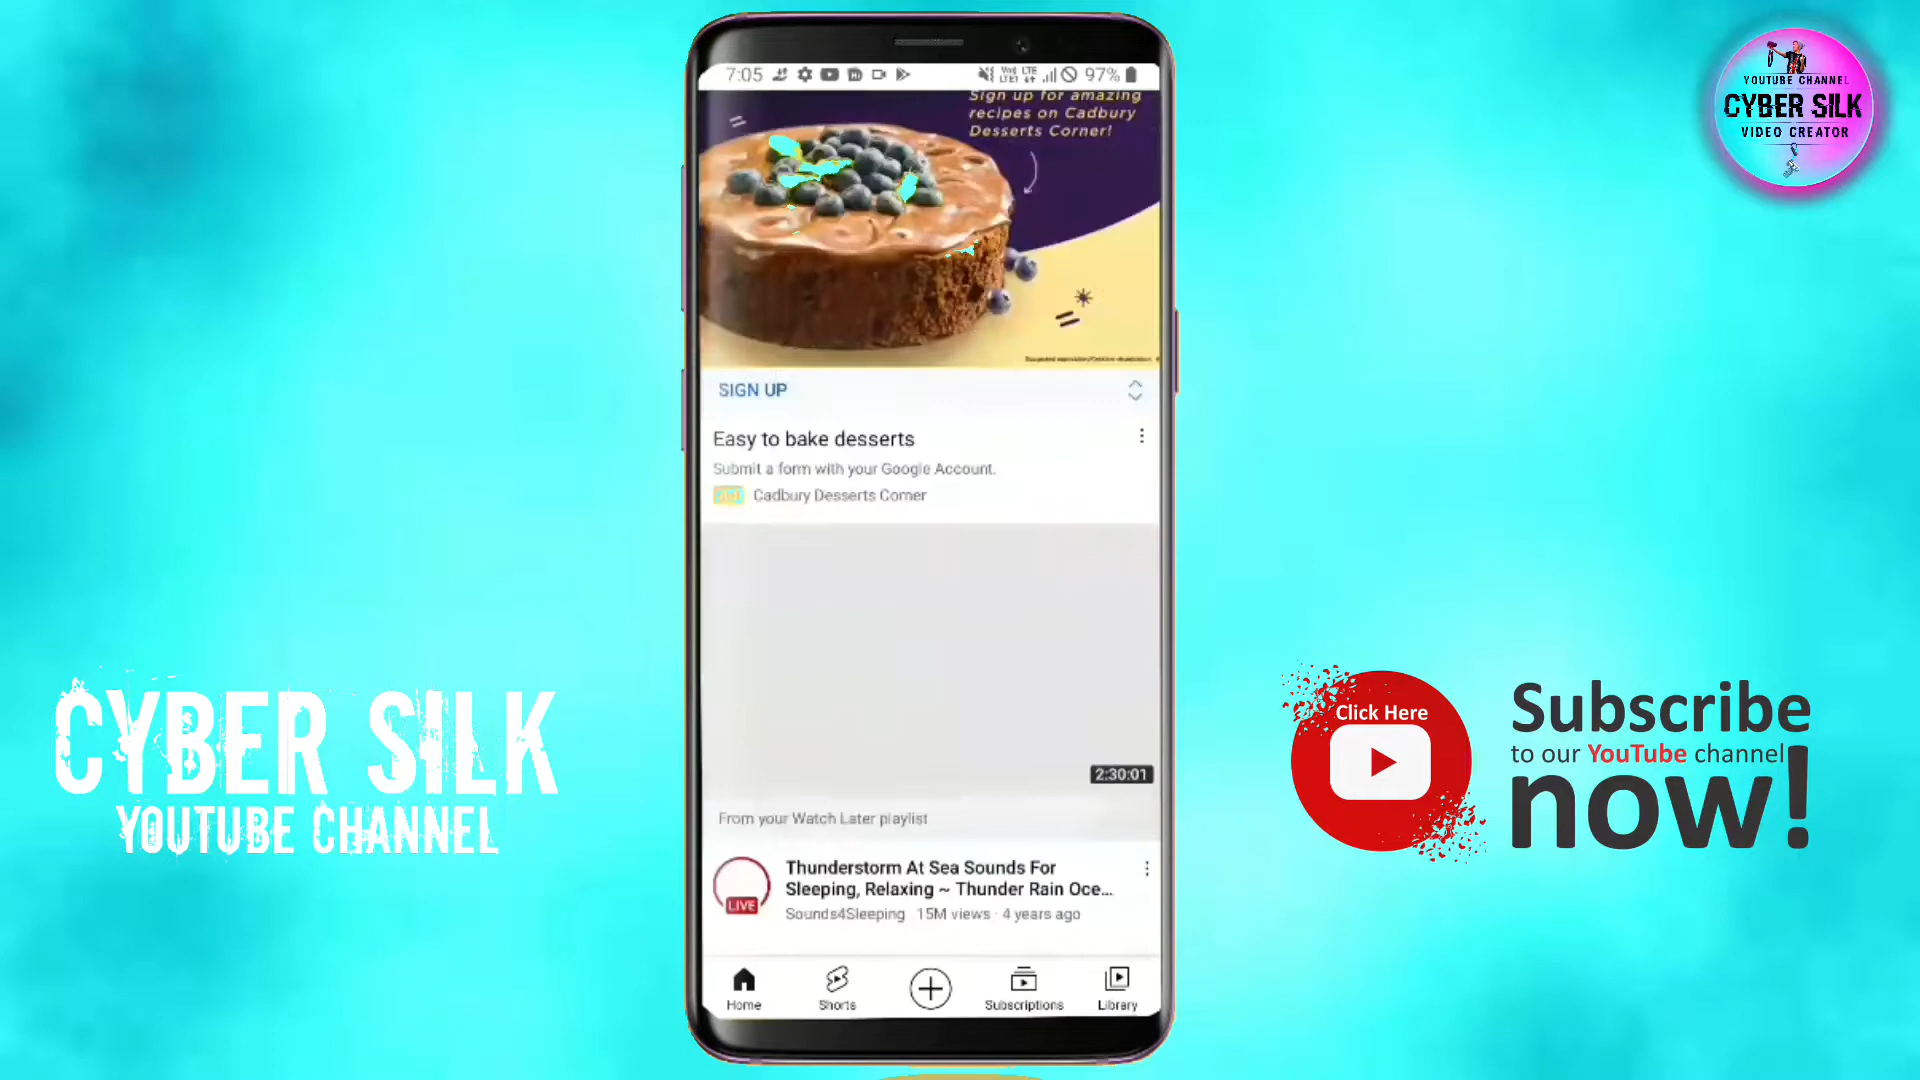 7:05
97%
Sign up for amazing
recipes on Cadbury
Desserts Corner!
SIGN UP
Easy to bake desserts
Submit a form with your Google Account.
Ad Cadbury Desserts Corner
2:30:01
From your Watch Later playlist
Thunderstorm At Sea Sounds For
Sleeping, Relaxing ~ Thunder Rain Oce...
LIVE
Sounds4Sleeping 15M views · 4 years ago
Home
Shorts
Subscriptions
Library
YOUTUBE CHANNEL
CYBER SILK
VIDEO CREATOR
CYBER SILK
YOUTUBE CHANNEL
Click Here
Subscribe
to our YouTube channel
now!